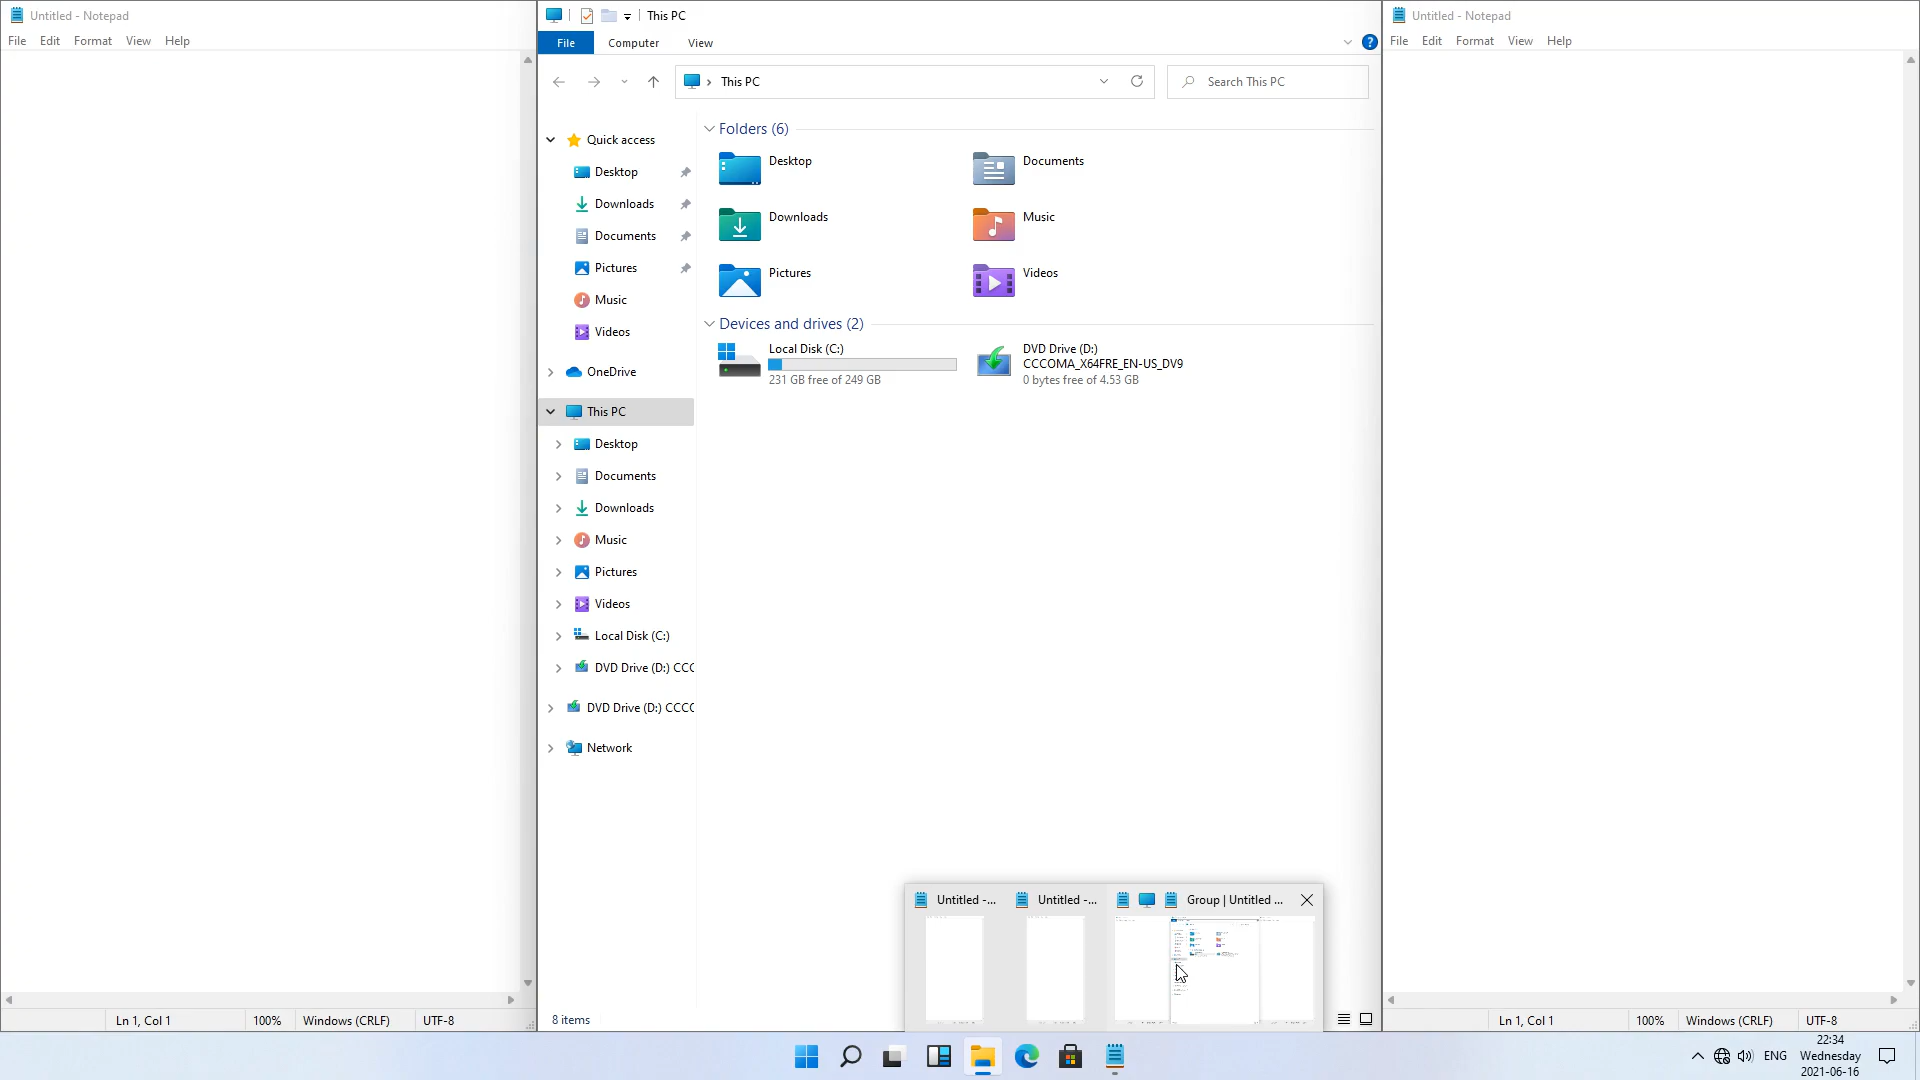 Untitled - Notepad
File Edit Format View Help
Ln 1, Col 1 100% Windows (CRLF) UTF-8
This PC
File Computer View
This PC
Search This PC
Quick access
Desktop
Downloads
Documents
Pictures
Music
Videos
OneDrive
This PC
Desktop
Documents
Downloads
Music
Pictures
Videos
Local Disk (C:)
DVD Drive (D:) CCC
DVD Drive (D:) CCCC
Network
Folders (6)
Desktop
Documents
Downloads
Music
Pictures
Videos
Devices and drives (2)
Local Disk (C:)
231 GB free of 249 GB
DVD Drive (D:)
CCCOMA_X64FRE_EN-US_DV9
0 bytes free of 4.53 GB
8 items
Untitled - Notepad
File Edit Format View Help
Ln 1, Col 1 100% Windows (CRLF) UTF-8
Untitled -...
Untitled -...
Group | Untitled ...
ENG
22:34
Wednesday
2021-06-16